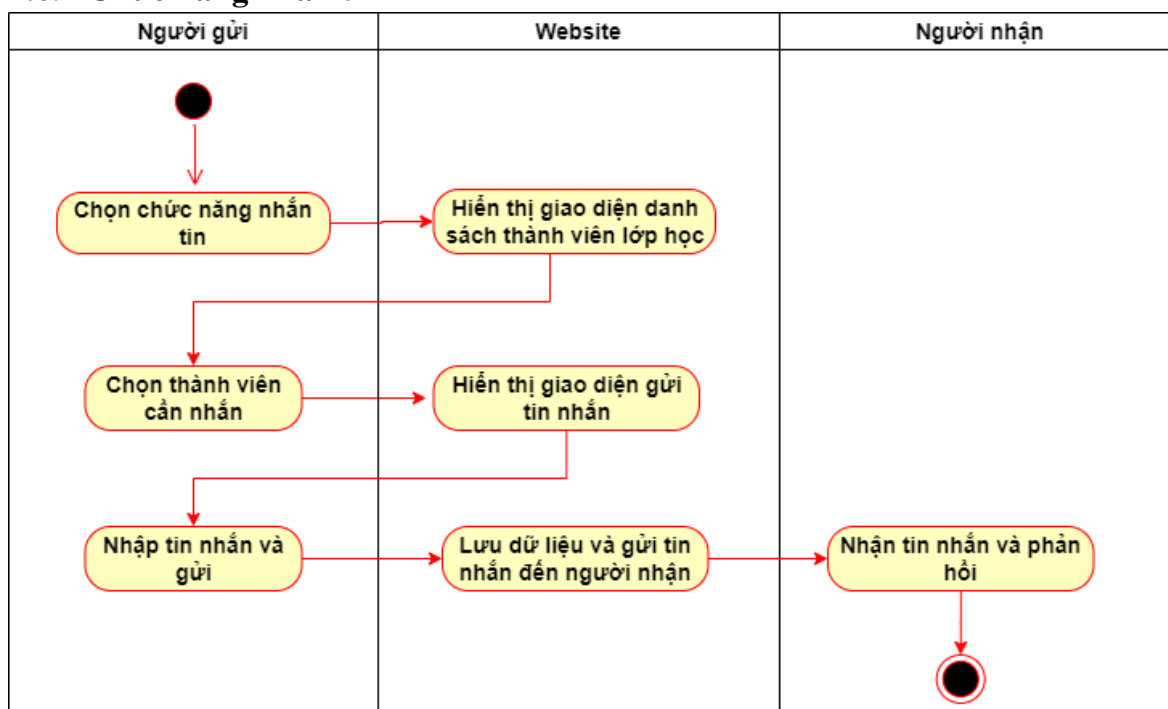 Người gửi
Website
Người nhận
Chọn chức năng nhắn
tin
Hiển thị giao diện danh
sách thành viên lớp học
Chọn thành viên
cần nhắn
Hiển thị giao diện gửi
tin nhắn
Nhập tin nhắn và
gửi
Lưu dữ liệu và gửi tin
nhắn đến người nhận
Nhận tin nhắn và phản
hồi